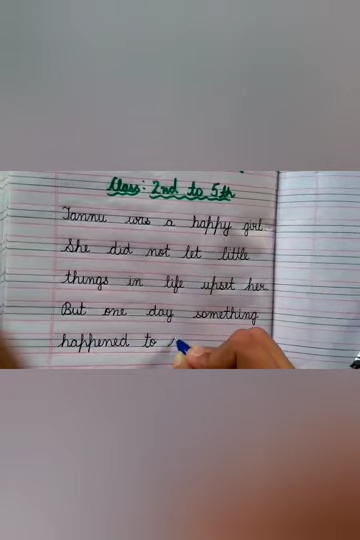 Class: 2nd to 5th
Tannu was a happy girl.
She did not let little
things in life upset her.
But one day something
happened to